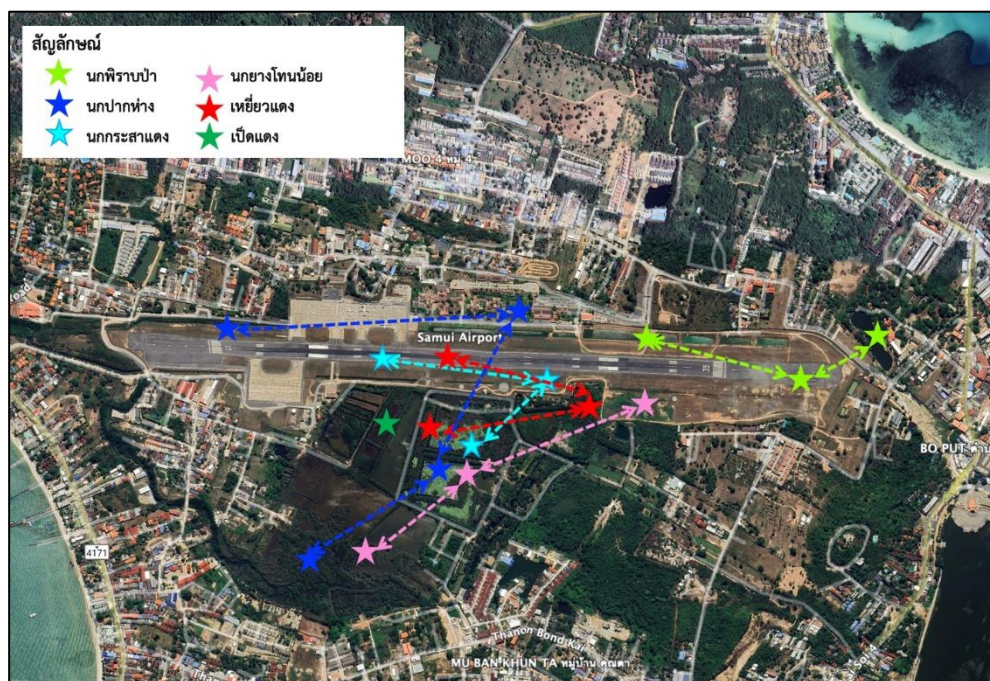 สัญลักษณ์
นกพิราบป่า
นกยางโทนน้อย
นกปากห่าง
เหยี่ยวแดง
นกกระสาแดง
เป็ดแดง
MOO 4 หมู่ 4
Samui Airport
35
BO PUT
4171
Thanon Bond Kai
MU BAN KHUN TA หมู่บ้าน คุณตา
Soi 4